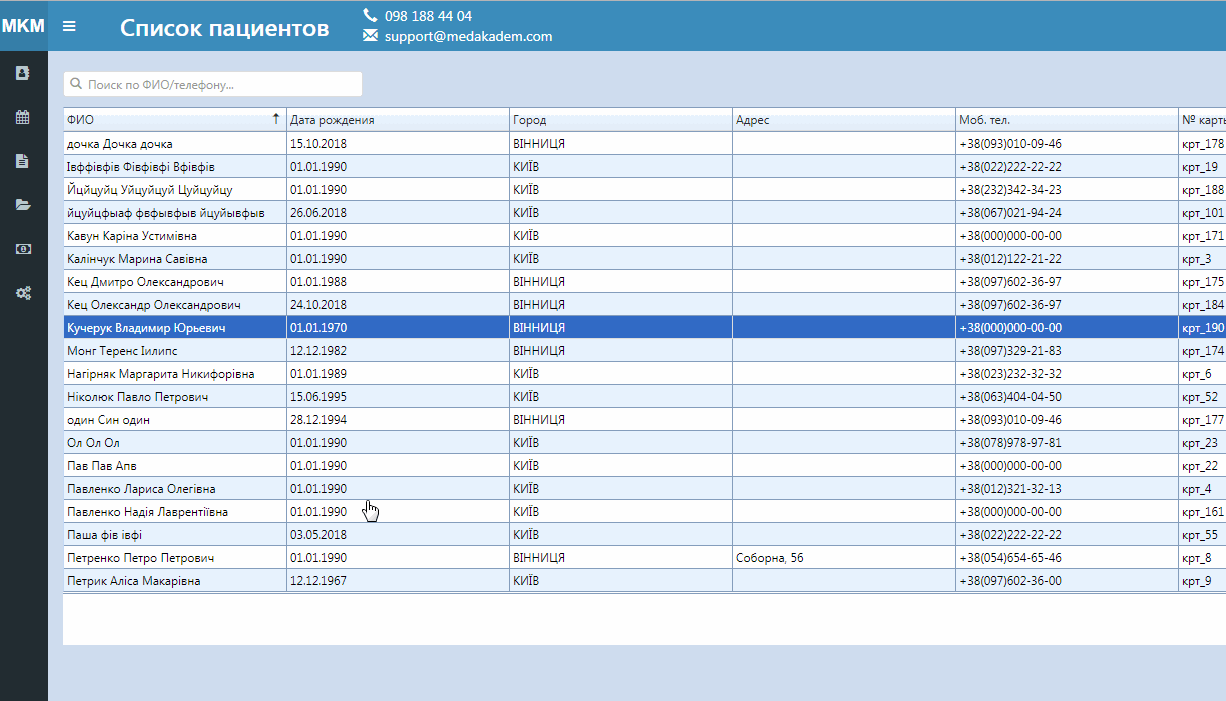 МКМ
Список пациентов
098 188 44 04
support@medakadem.com
Поиск по ФИО/телефону...
ФИО Дата рождения Город Адрес Моб. тел. № карты
дочка Дочка дочка 15.10.2018 ВІННИЦЯ +38(093)010-09-46 крт_178
Івффівфів Фівфівфі Вфівфів 01.01.1990 КИЇВ +38(022)222-22-22 крт_19
Йцйцуйц Уйцуйцуй Цуйцуйцу 01.01.1990 КИЇВ +38(232)342-34-23 крт_188
йцуйцфыаф фвфывфыв йцуйывфыв 26.06.2018 КИЇВ +38(067)021-94-24 крт_101
Кавун Каріна Устимівна 01.01.1990 КИЇВ +38(000)000-00-00 крт_171
Калінчук Марина Савівна 01.01.1990 КИЇВ +38(012)122-21-22 крт_3
Кец Дмитро Олександрович 01.01.1988 ВІННИЦЯ +38(097)602-36-97 крт_175
Кец Олександр Олександрович 24.10.2018 ВІННИЦЯ +38(097)602-36-97 крт_184
Кучерук Владимир Юрьевич 01.01.1970 ВІННИЦЯ +38(000)000-00-00 крт_190
Монг Теренс Іилипс 12.12.1982 ВІННИЦЯ +38(097)329-21-83 крт_174
Нагірняк Маргарита Никифорівна 01.01.1989 КИЇВ +38(023)232-32-32 крт_6
Ніколюк Павло Петрович 15.06.1995 КИЇВ +38(063)404-04-50 крт_52
один Син один 28.12.1994 ВІННИЦЯ +38(093)010-09-46 крт_177
Ол Ол Ол 01.01.1990 КИЇВ +38(078)978-97-81 крт_23
Пав Пав Апв 01.01.1990 КИЇВ +38(000)000-00-00 крт_22
Павленко Лариса Олегівна 01.01.1990 КИЇВ +38(012)321-32-13 крт_4
Павленко Надія Лаврентіївна 01.01.1990 КИЇВ +38(000)000-00-00 крт_161
Паша фів івфі 03.05.2018 КИЇВ +38(022)222-22-22 крт_55
Петренко Петро Петрович 01.01.1990 ВІННИЦЯ Соборна, 56 +38(054)654-65-46 крт_8
Петрик Аліса Макарівна 12.12.1967 КИЇВ +38(097)602-36-00 крт_9